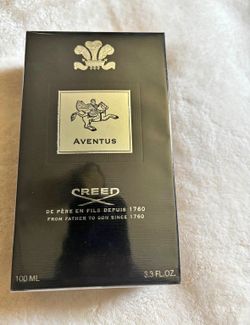 AVENTUS
CREED
DE PÈRE EN FILS DEPUIS 1760
FROM FATHER TO SON SINCE 1760
100 ML
3.3 FL.OZ.